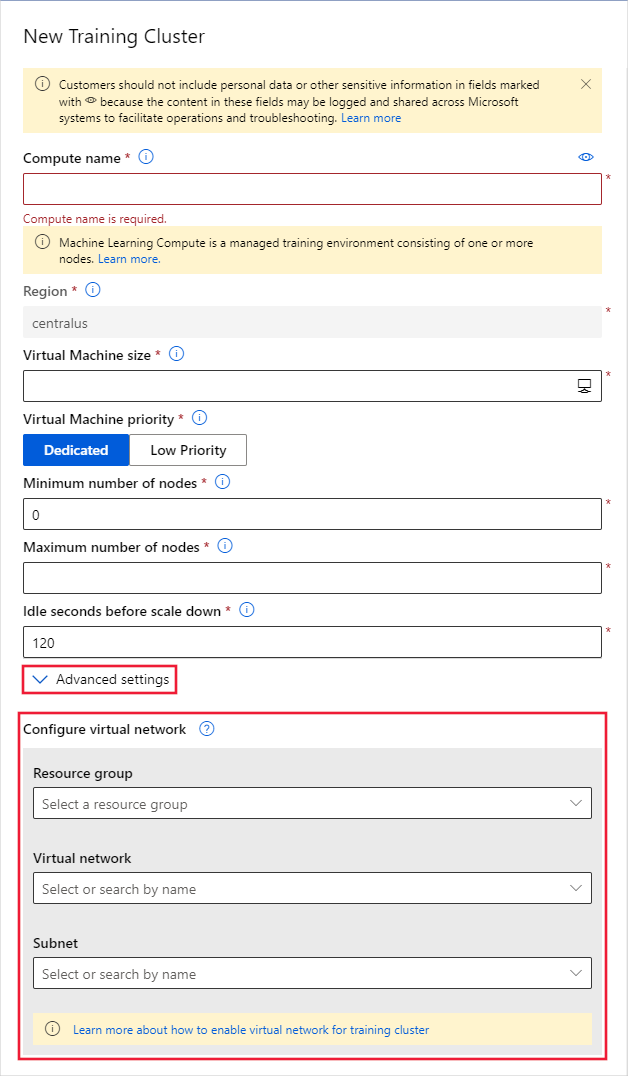 New Training Cluster
Customers should not include personal data or other sensitive information in fields marked
with because the content in these fields may be logged and shared across Microsoft
systems to facilitate operations and troubleshooting. Learn more
Compute name *
*
Compute name is required.
Machine Learning Compute is a managed training environment consisting of one or more
nodes. Learn more.
Region *
*
centralus
Virtual Machine size *
*
Virtual Machine priority *
Dedicated Low Priority
Minimum number of nodes *
*
0
Maximum number of nodes *
*
Idle seconds before scale down *
*
120
Advanced settings
Configure virtual network ?
Resource group
Select a resource group
Virtual network
Select or search by name
Subnet
Select or search by name
Learn more about how to enable virtual network for training cluster